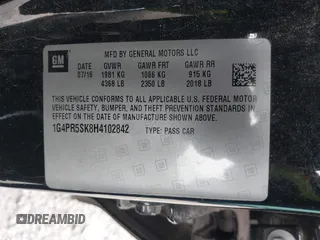 GM
MFD BY GENERAL MOTORS LLC
DATE GVWR GAWR FR GAWR RR
07/16 1981 KG 1066 KG 915 KG
4368 LB 2350 LB 2018 LB
THIS VEHICLE CONFORMS TO ALL APPLICABLE U.S. FEDERAL MOTOR
VEHICLE SAFETY, BUMPER, AND THEFT PREVENTION STANDARDS
IN EFFECT ON THE DATE OF MANUFACTURE SHOWN ABOVE.
1G4PR5SK8H4102842 TYPE: PASS CAR
DREAMBID